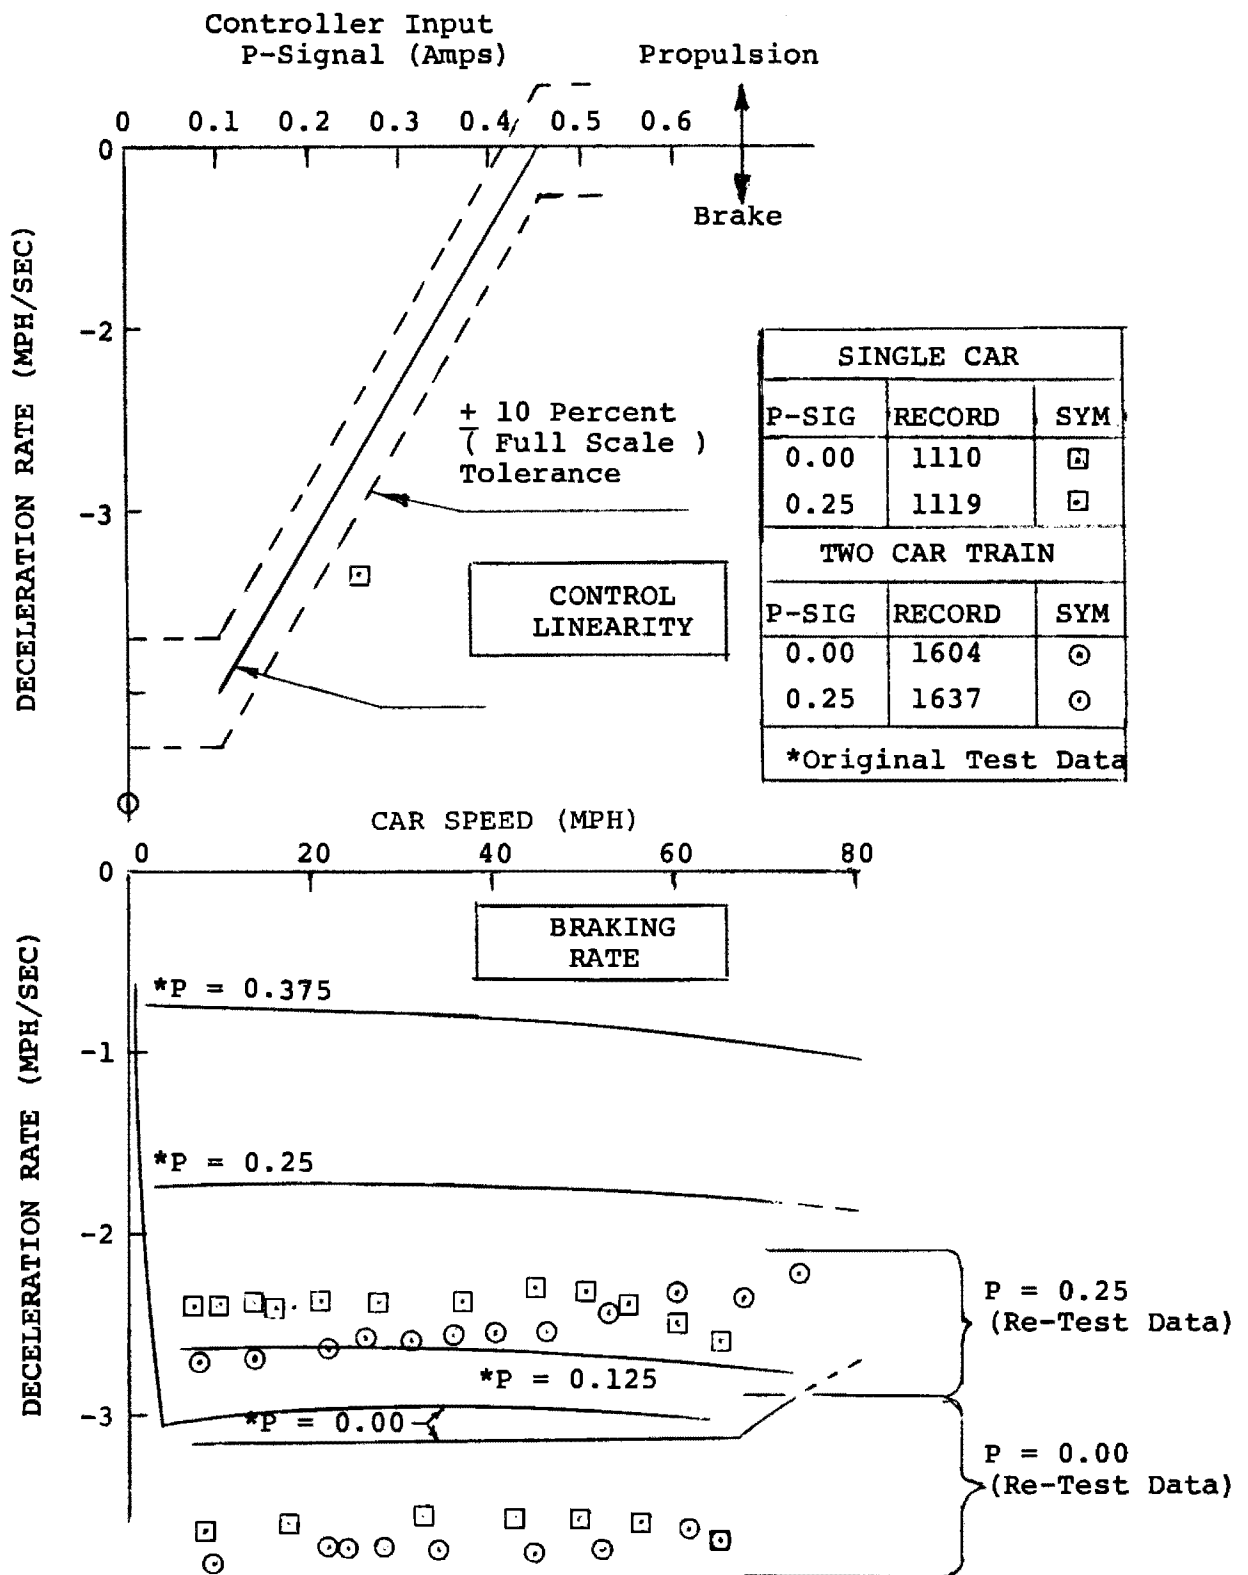 Controller Input
P-Signal (Amps)
Propulsion
0 0.1 0.2 0.3 0.4 0.5 0.6
0
Brake
-2
-3
DECELERATION RATE (MPH/SEC)
± 10 Percent
( Full Scale )
Tolerance
CONTROL
LINEARITY
SINGLE CAR
P-SIG RECORD SYM
0.00 1110
0.25 1119
TWO CAR TRAIN
P-SIG RECORD SYM
0.00 1604
0.25 1637
*Original Test Data
CAR SPEED (MPH)
0 20 40 60 80
0
BRAKING
RATE
*P = 0.375
-1
*P = 0.25
-2
DECELERATION RATE (MPH/SEC)
P = 0.25
(Re-Test Data)
*P = 0.125
-3
*P = 0.00
P = 0.00
(Re-Test Data)